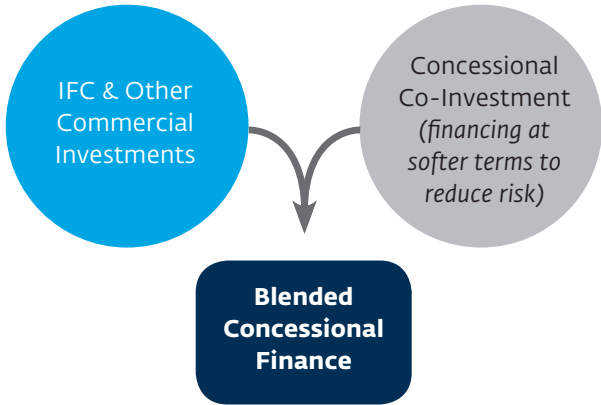 IFC & Other
Commercial
Investments
Concessional
Co-Investment
(financing at
softer terms to
reduce risk)
Blended
Concessional
Finance